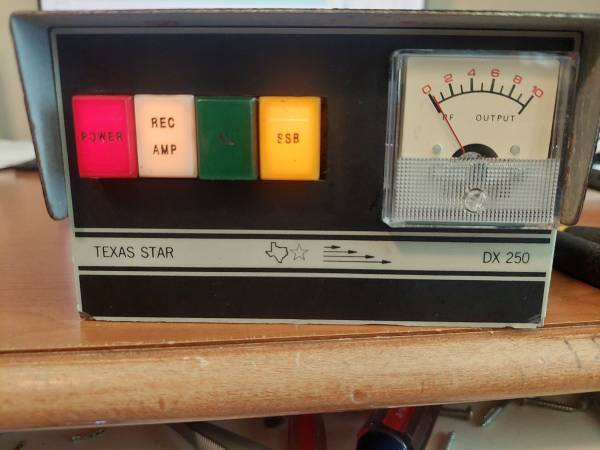 POWER
REC
AMP
SSB
0 2 4 6 8 10
RF OUTPUT
TEXAS STAR
DX 250